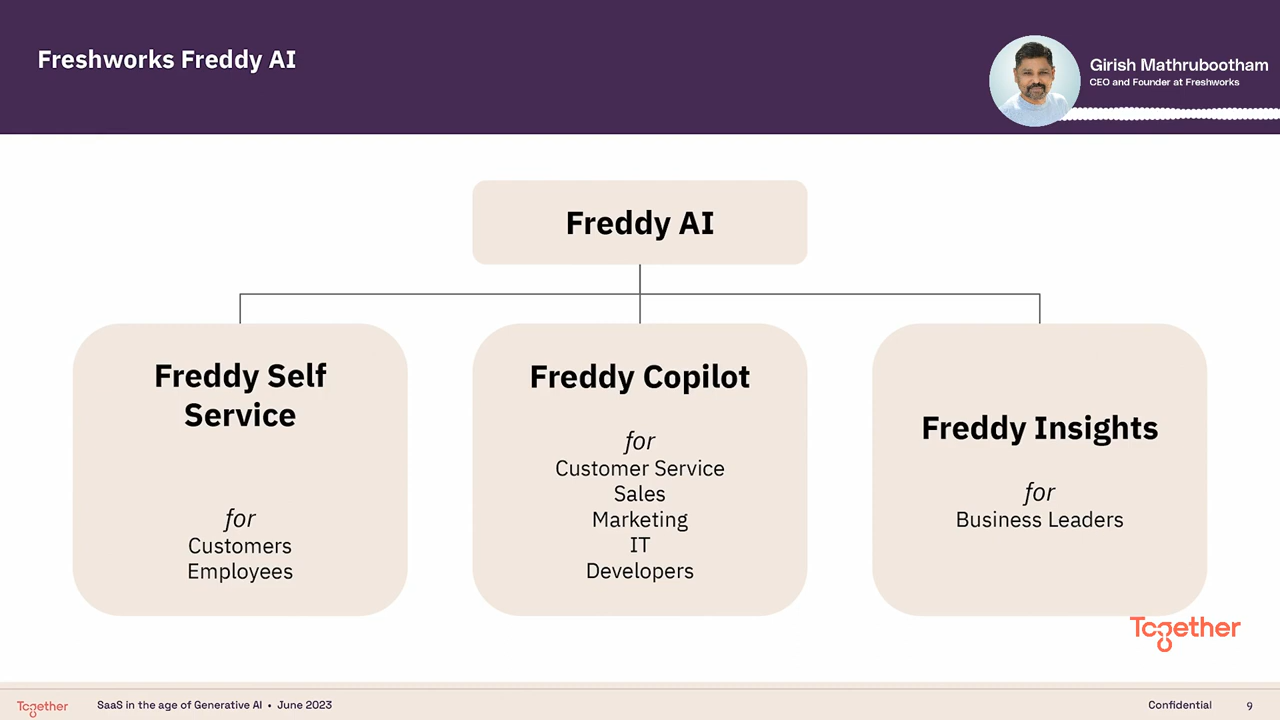 Freshworks Freddy AI
Girish Mathrubootham
CEO and Founder at Freshworks
Freddy AI
Freddy Self
Service
for
Customers
Employees
Freddy Copilot
for
Customer Service
Sales
Marketing
IT
Developers
Freddy Insights
for
Business Leaders
Together
Together
SaaS in the age of Generative AI • June 2023
Confidential
9